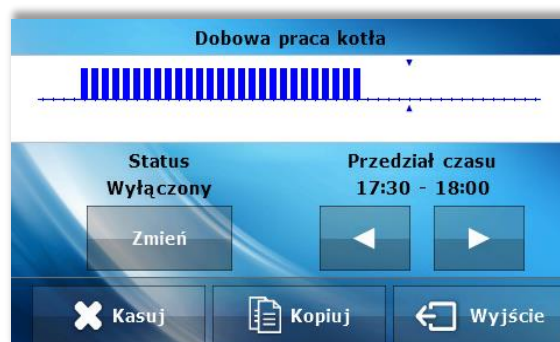 Dobowa praca kotła
Status
Wyłączony
Przedział czasu
17:30 - 18:00
Zmień
Kasuj
Kopiuj
Wyjście